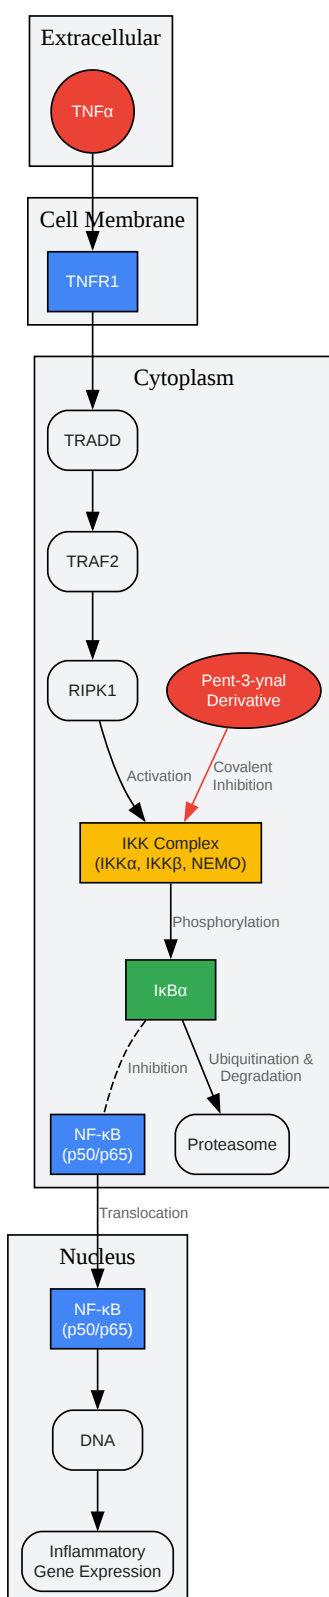 Extracellular
TNFα
Cell Membrane
TNFR1
Cytoplasm
TRADD
TRAF2
RIPK1
Pent-3-ynal
Derivative
Activation
Covalent
Inhibition
IKK Complex
(IKKα, IKKβ, NEMO)
Phosphorylation
IκBα
Inhibition
Ubiquitination &
Degradation
NF-κB
(p50/p65)
Proteasome
Translocation
Nucleus
NF-κB
(p50/p65)
DNA
Inflammatory
Gene Expression